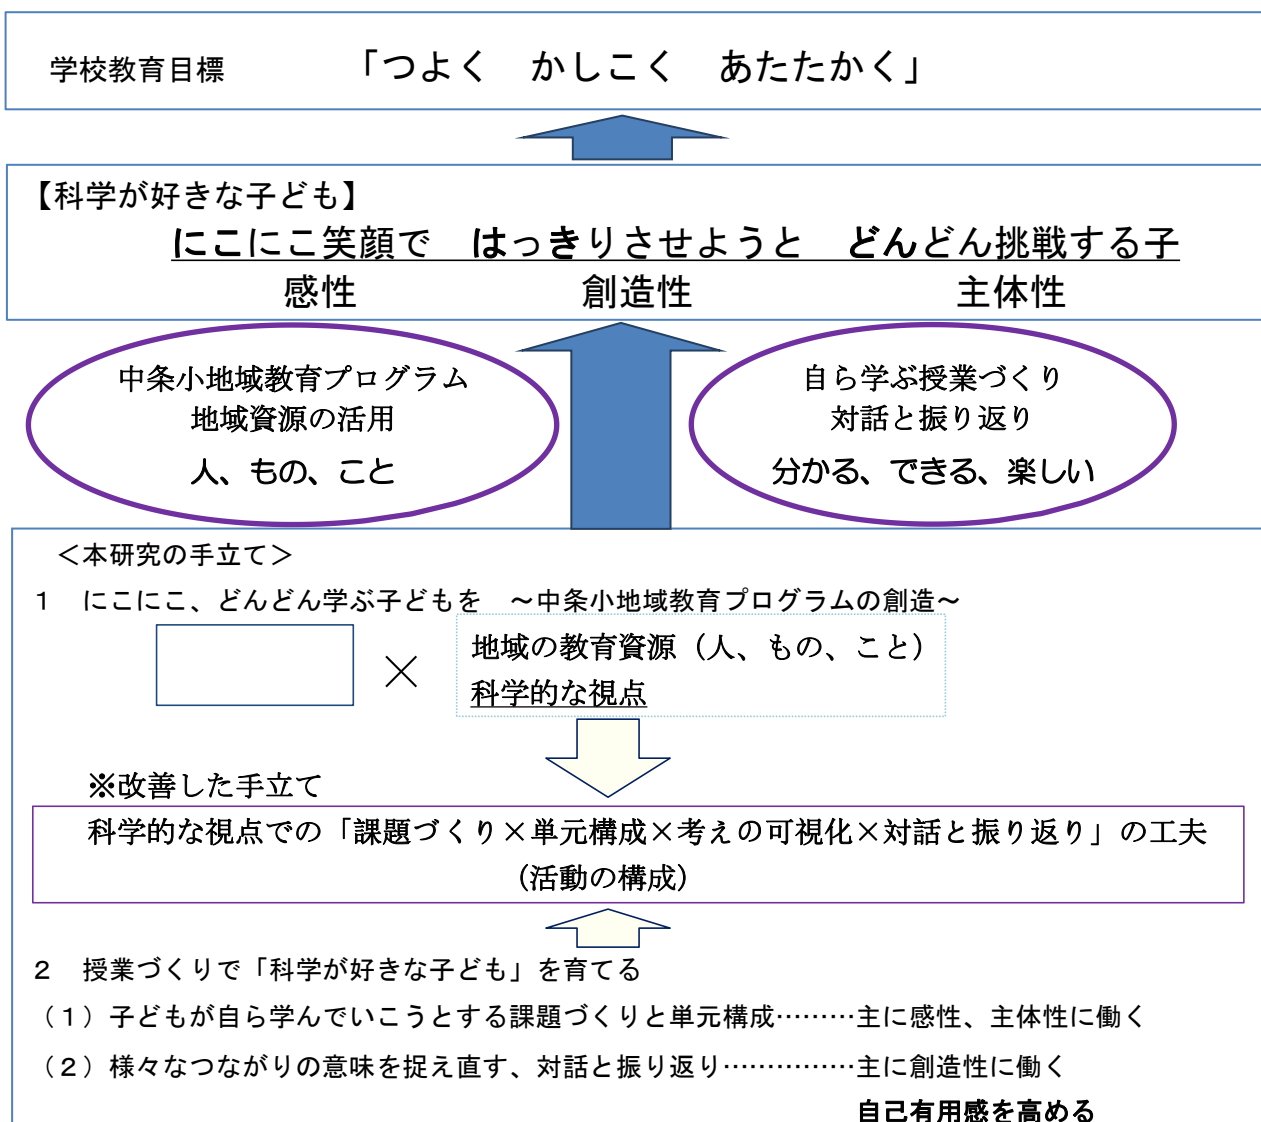 学校教育目標　「つよく　かしこく　あたたかく」
【科学が好きな子ども】
にこにこ笑顔で　はっきりさせようと　どんどん挑戦する子
感性　創造性　主体性
中条小地域教育プログラム
地域資源の活用
人、もの、こと
自ら学ぶ授業づくり
対話と振り返り
分かる、できる、楽しい
＜本研究の手立て＞
１　にこにこ、どんどん学ぶ子どもを　～中条小地域教育プログラムの創造～
×
地域の教育資源（人、もの、こと）
科学的な視点
※改善した手立て
科学的な視点での「課題づくり×単元構成×考えの可視化×対話と振り返り」の工夫
（活動の構成）
２　授業づくりで「科学が好きな子ども」を育てる
（１）子どもが自ら学んでいこうとする課題づくりと単元構成………主に感性、主体性に働く
（２）様々なつながりの意味を捉え直す、対話と振り返り……………主に創造性に働く
自己有用感を高める